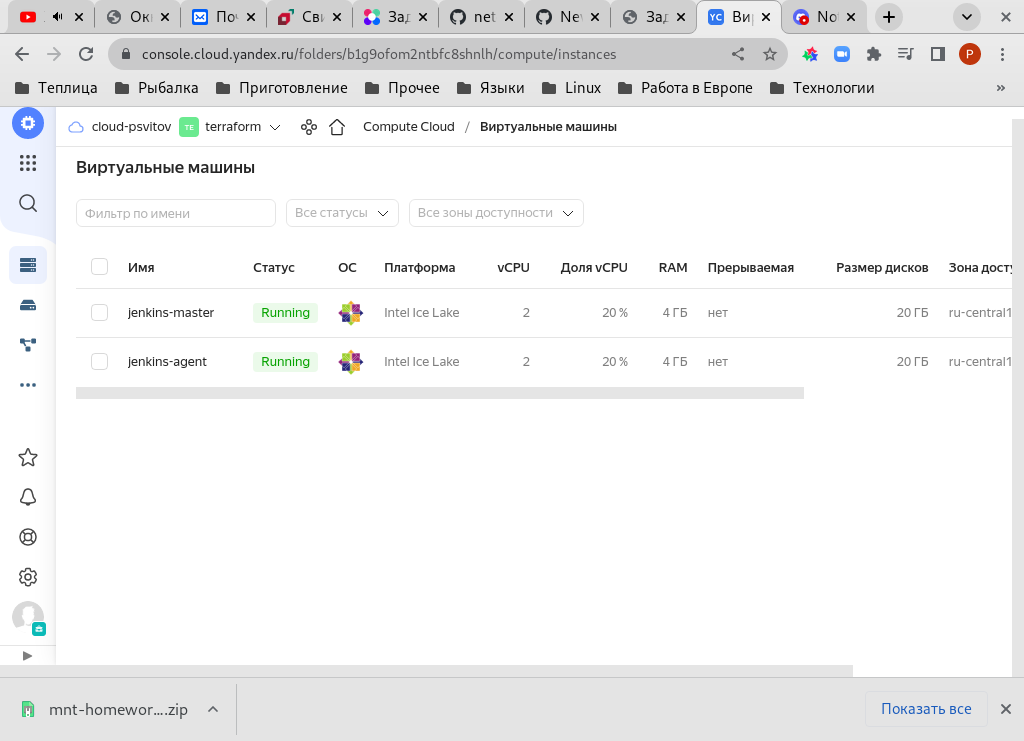 Оки
Поч
Сви
Зад
net
Nev
Зад
YC Вир
No
console.cloud.yandex.ru/folders/b1g9ofom2ntbfc8shnlh/compute/instances
P
Теплица Рыбалка Приготовление Прочее Языки Linux Работа в Европе Технологии »
cloud-psvitov TE terraform Compute Cloud / Виртуальные машины
Виртуальные машины
Фильтр по имени Все статусы Все зоны доступности
Имя Статус ОС Платформа vCPU Доля vCPU RAM Прерываемая Размер дисков Зона досту
jenkins-master Running Intel Ice Lake 2 20 % 4 ГБ нет 20 ГБ ru-central1
jenkins-agent Running Intel Ice Lake 2 20 % 4 ГБ нет 20 ГБ ru-central1
mnt-homewor….zip Показать все